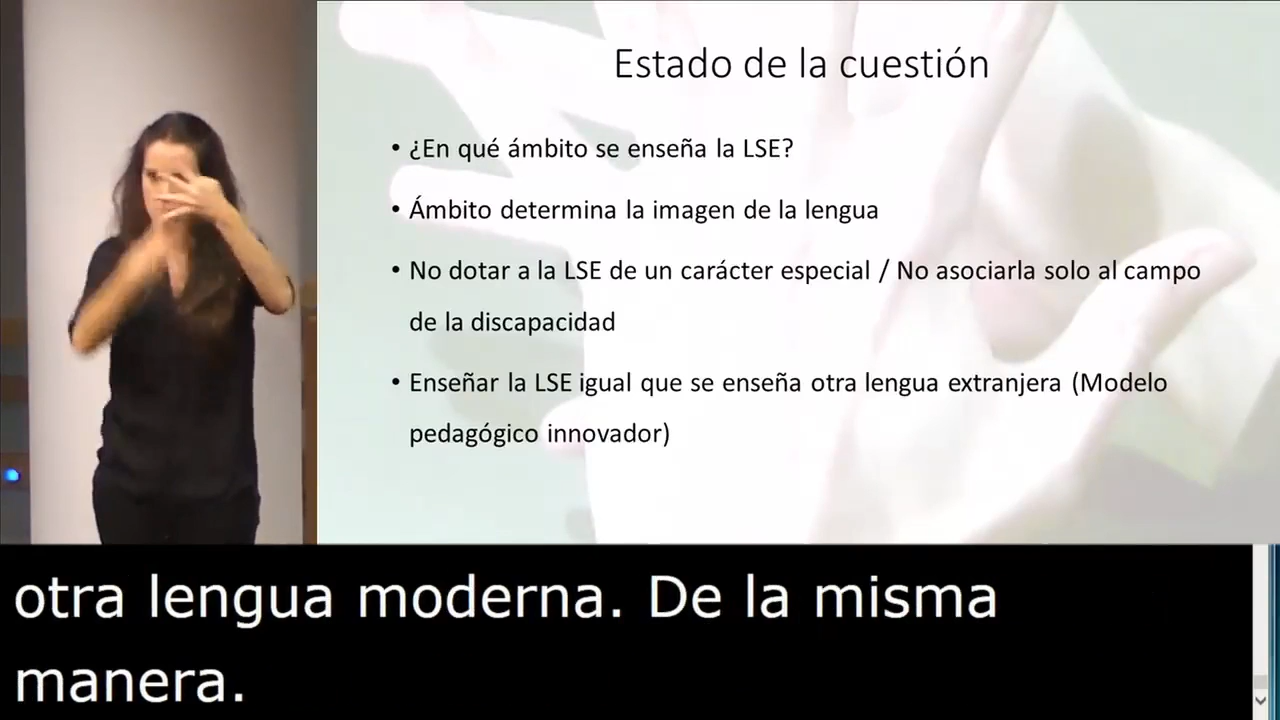 Estado de la cuestión
• ¿En qué ámbito se enseña la LSE?
• Ámbito determina la imagen de la lengua
• No dotar a la LSE de un carácter especial / No asociarla solo al campo
de la discapacidad
• Enseñar la LSE igual que se enseña otra lengua extranjera (Modelo
pedagógico innovador)
otra lengua moderna. De la misma
manera.